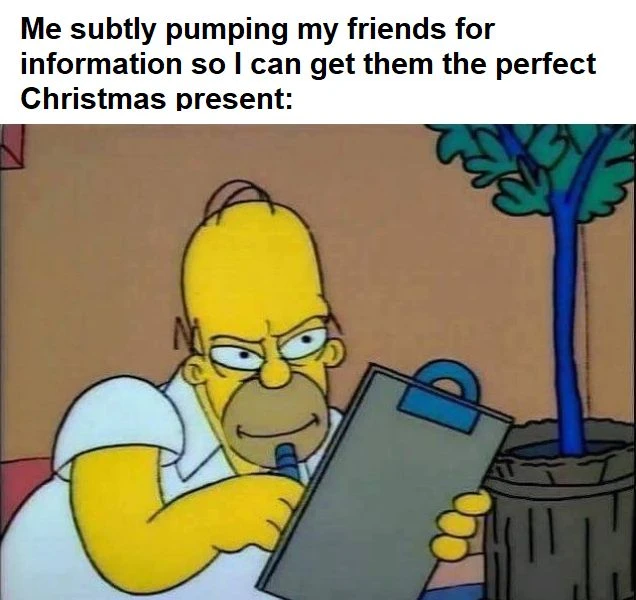 Me subtly pumping my friends for
information so I can get them the perfect
Christmas present: